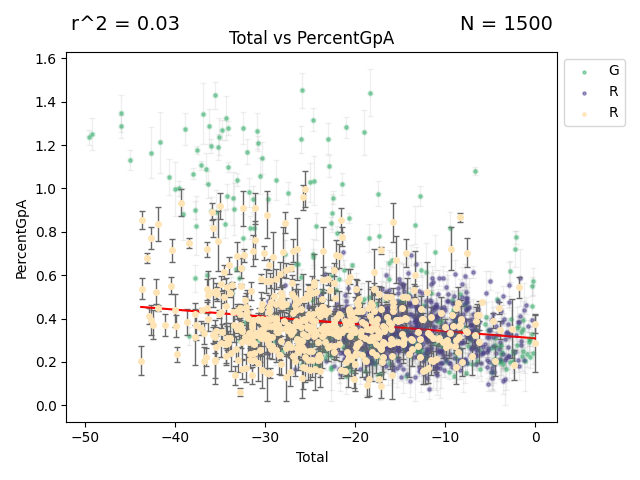 r^2 = 0.03
N = 1500
Total vs PercentGpA
G
R
R
PercentGpA
1.6
1.4
1.2
1.0
0.8
0.6
0.4
0.2
0.0
−50
−40
−30
−20
−10
0
Total